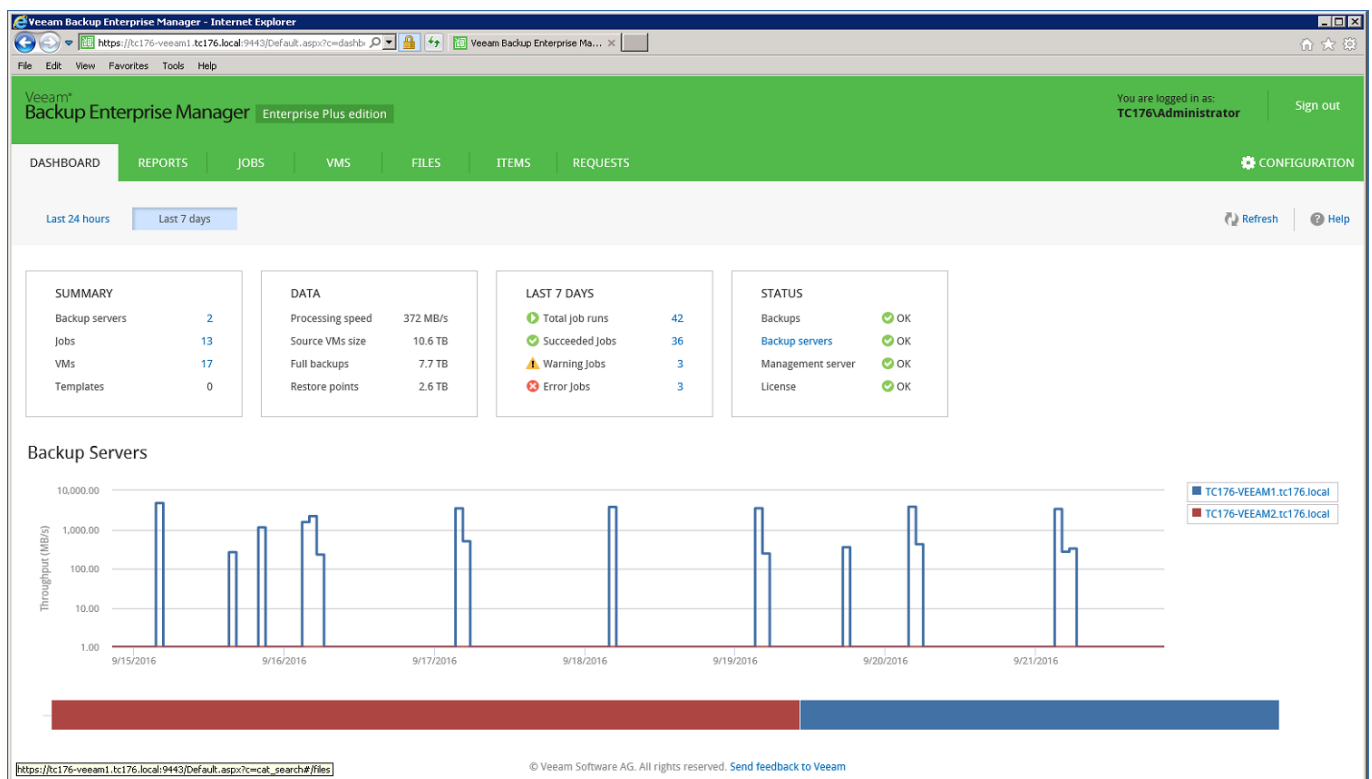 Veeam Backup Enterprise Manager - Internet Explorer
https://tc176-veeam1.tc176.local:9443/Default.aspx?c=dashb
Veeam Backup Enterprise Ma...
File Edit View Favorites Tools Help
Veeam®
Backup Enterprise Manager Enterprise Plus edition
You are logged in as:
TC176\Administrator
Sign out
DASHBOARD REPORTS JOBS VMS FILES ITEMS REQUESTS CONFIGURATION
Last 24 hours Last 7 days Refresh Help
SUMMARY
Backup servers 2
Jobs 13
VMs 17
Templates 0
DATA
Processing speed 372 MB/s
Source VMs size 10.6 TB
Full backups 7.7 TB
Restore points 2.6 TB
LAST 7 DAYS
Total job runs 42
Succeeded Jobs 36
Warning Jobs 3
Error Jobs 3
STATUS
Backups OK
Backup servers OK
Management server OK
License OK
Backup Servers
Throughput (MB/s)
10,000.00
1,000.00
100.00
10.00
1.00
9/15/2016 9/16/2016 9/17/2016 9/18/2016 9/19/2016 9/20/2016 9/21/2016
TC176-VEEAM1.tc176.local
TC176-VEEAM2.tc176.local
https://tc176-veeam1.tc176.local:9443/Default.aspx?c=cat_search#/files
© Veeam Software AG. All rights reserved. Send feedback to Veeam